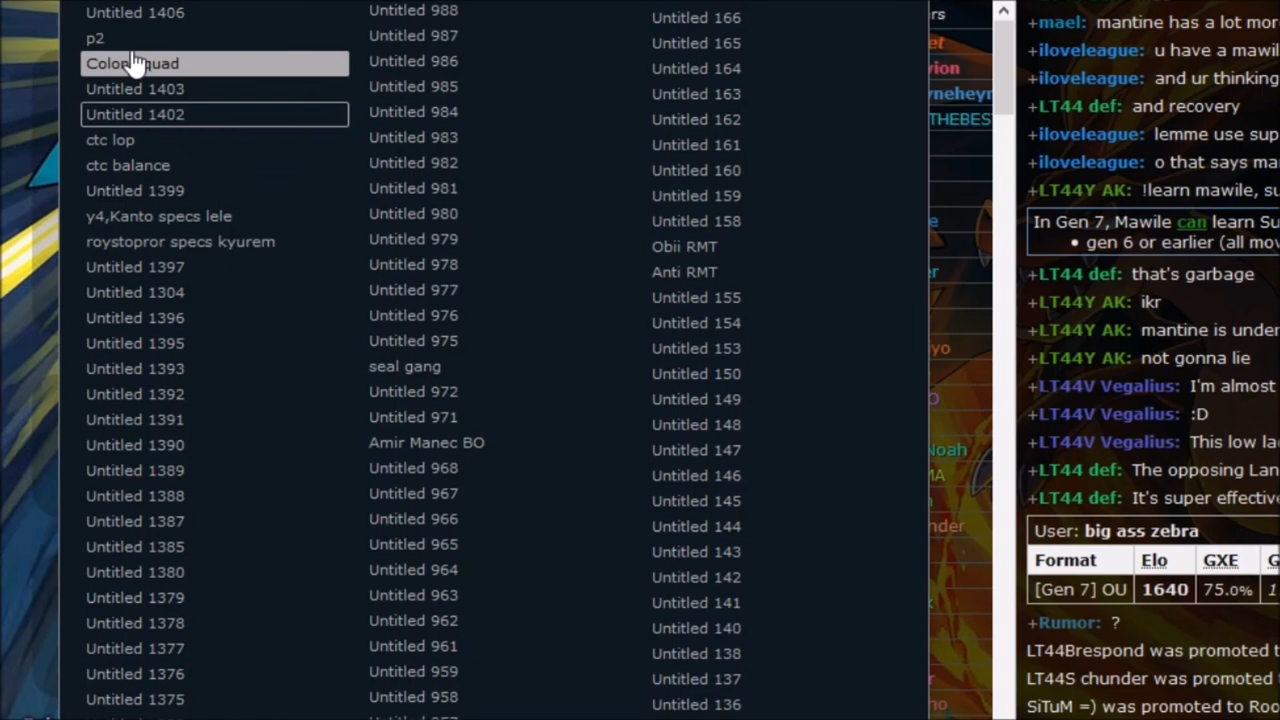 Untitled 1406
p2
Untitled 1403
Untitled 1402
ctc lop
ctc balance
Untitled 1399
y4,Kanto specs lele
roystopror specs kyurem
Untitled 1397
Untitled 1304
Untitled 1396
Untitled 1395
Untitled 1393
Untitled 1392
Untitled 1391
Untitled 1390
Untitled 1389
Untitled 1388
Untitled 1387
Untitled 1385
Untitled 1380
Untitled 1379
Untitled 1378
Untitled 1377
Untitled 1376
Untitled 1375
Untitled 988
Untitled 987
Untitled 986
Untitled 985
Untitled 984
Untitled 983
Untitled 982
Untitled 981
Untitled 980
Untitled 979
Untitled 978
Untitled 977
Untitled 976
Untitled 975
seal gang
Untitled 972
Untitled 971
Amir Manec BO
Untitled 968
Untitled 967
Untitled 966
Untitled 965
Untitled 964
Untitled 963
Untitled 962
Untitled 961
Untitled 959
Untitled 958
Untitled 166
Untitled 165
Untitled 164
Untitled 163
Untitled 162
Untitled 161
Untitled 160
Untitled 159
Untitled 158
Obii RMT
Anti RMT
Untitled 155
Untitled 154
Untitled 153
Untitled 150
Untitled 149
Untitled 148
Untitled 147
Untitled 146
Untitled 145
Untitled 144
Untitled 143
Untitled 142
Untitled 141
Untitled 140
Untitled 138
Untitled 137
Untitled 136
rs
et
vion
yneheyn
THEBES
e
er
yo
O
Noah
MA
nder
+mael: mantine has a lot mor
+iloveleague: u have a mawil
+iloveleague: and ur thinking
+LT44 def: and recovery
+iloveleague: lemme use sup
+iloveleague: o that says ma
+LT44Y AK: !learn mawile, su
In Gen 7, Mawile can learn Su
• gen 6 or earlier (all mov
+LT44 def: that's garbage
+LT44Y AK: ikr
+LT44Y AK: mantine is under
+LT44Y AK: not gonna lie
+LT44V Vegalius: I'm almost
+LT44V Vegalius: :D
+LT44V Vegalius: This low la
+LT44 def: The opposing Lan
+LT44 def: It's super effective
User: big ass zebra
Format Elo GXE G
[Gen 7] OU 1640 75.0%
+Rumor: ?
LT44Brespond was promoted t
LT44S chunder was promoted
SiTuM =) was promoted to Roo